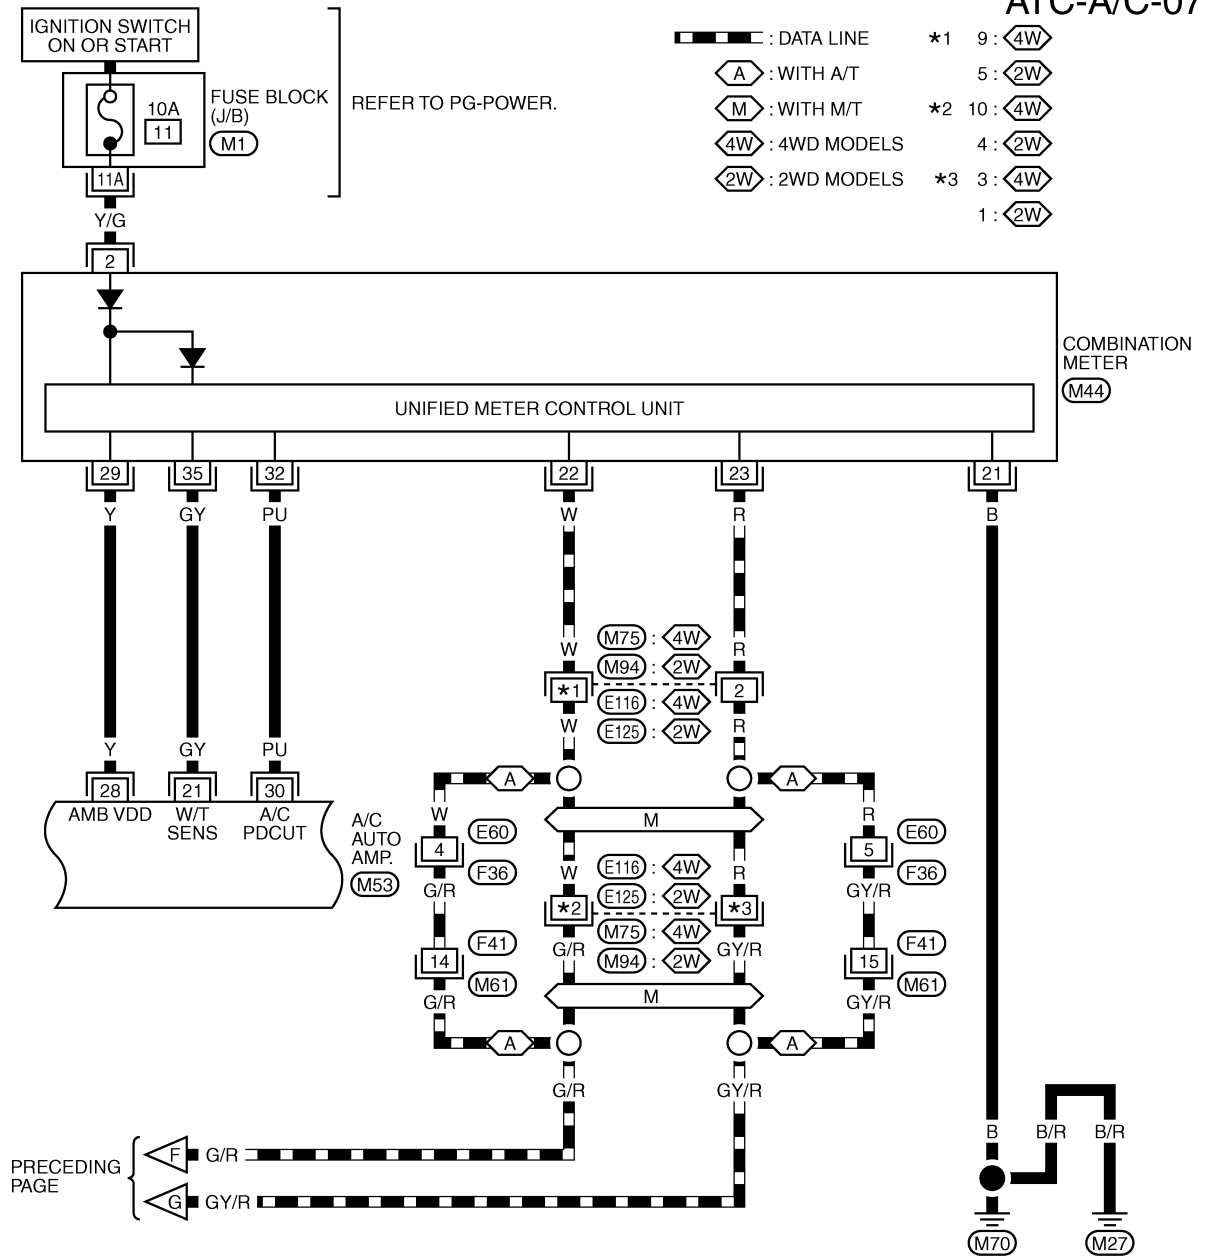 ATC-A/C-07
IGNITION SWITCH
ON OR START
10A
11
FUSE BLOCK
(J/B)
M1
REFER TO PG-POWER.
: DATA LINE
A : WITH A/T
M : WITH M/T
4W : 4WD MODELS
2W : 2WD MODELS
*1 9 : 4W
5 : 2W
*2 10 : 4W
4 : 2W
*3 3 : 4W
1 : 2W
11A
Y/G
2
COMBINATION
METER
M44
UNIFIED METER CONTROL UNIT
29 35 32 22 23 21
Y GY PU W R B
M75 : 4W
W M94 : 2W R
*1 2
E116 : 4W
W E125 : 2W R
Y GY PU
28 21 30
AMB VDD
W/T
SENS
A/C
PDCUT
A/C
AUTO
AMP.
M53
A A
W M R
4 E60 5 E60
F36 F36
G/R GY/R
W E116 : 4W R
E125 : 2W
*2 *3
M75 : 4W
G/R M94 : 2W GY/R
F41 F41
14 15
M61 M61
G/R M GY/R
A A
G/R GY/R
B B/R B/R
PRECEDING
PAGE
F G/R
G GY/R
M70 M27